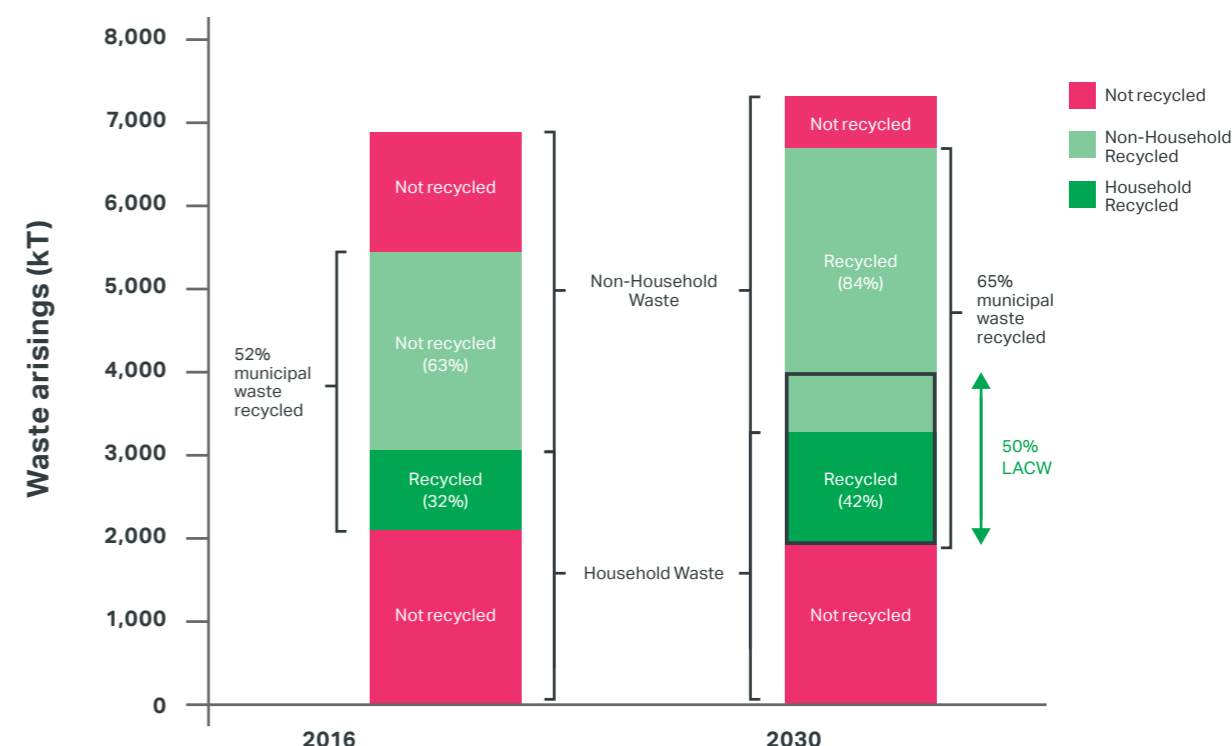 Waste arisings (kT)
8,000
7,000
6,000
5,000
4,000
3,000
2,000
1,000
0
52%
municipal
waste
recycled
Not recycled
Not recycled
(63%)
Recycled
(32%)
Not recycled
2016
Non-Household
Waste
Household Waste
Not recycled
Recycled
(84%)
Recycled
(42%)
Not recycled
2030
65%
municipal
waste
recycled
50%
LACW
Not recycled
Non-Household
Recycled
Household
Recycled